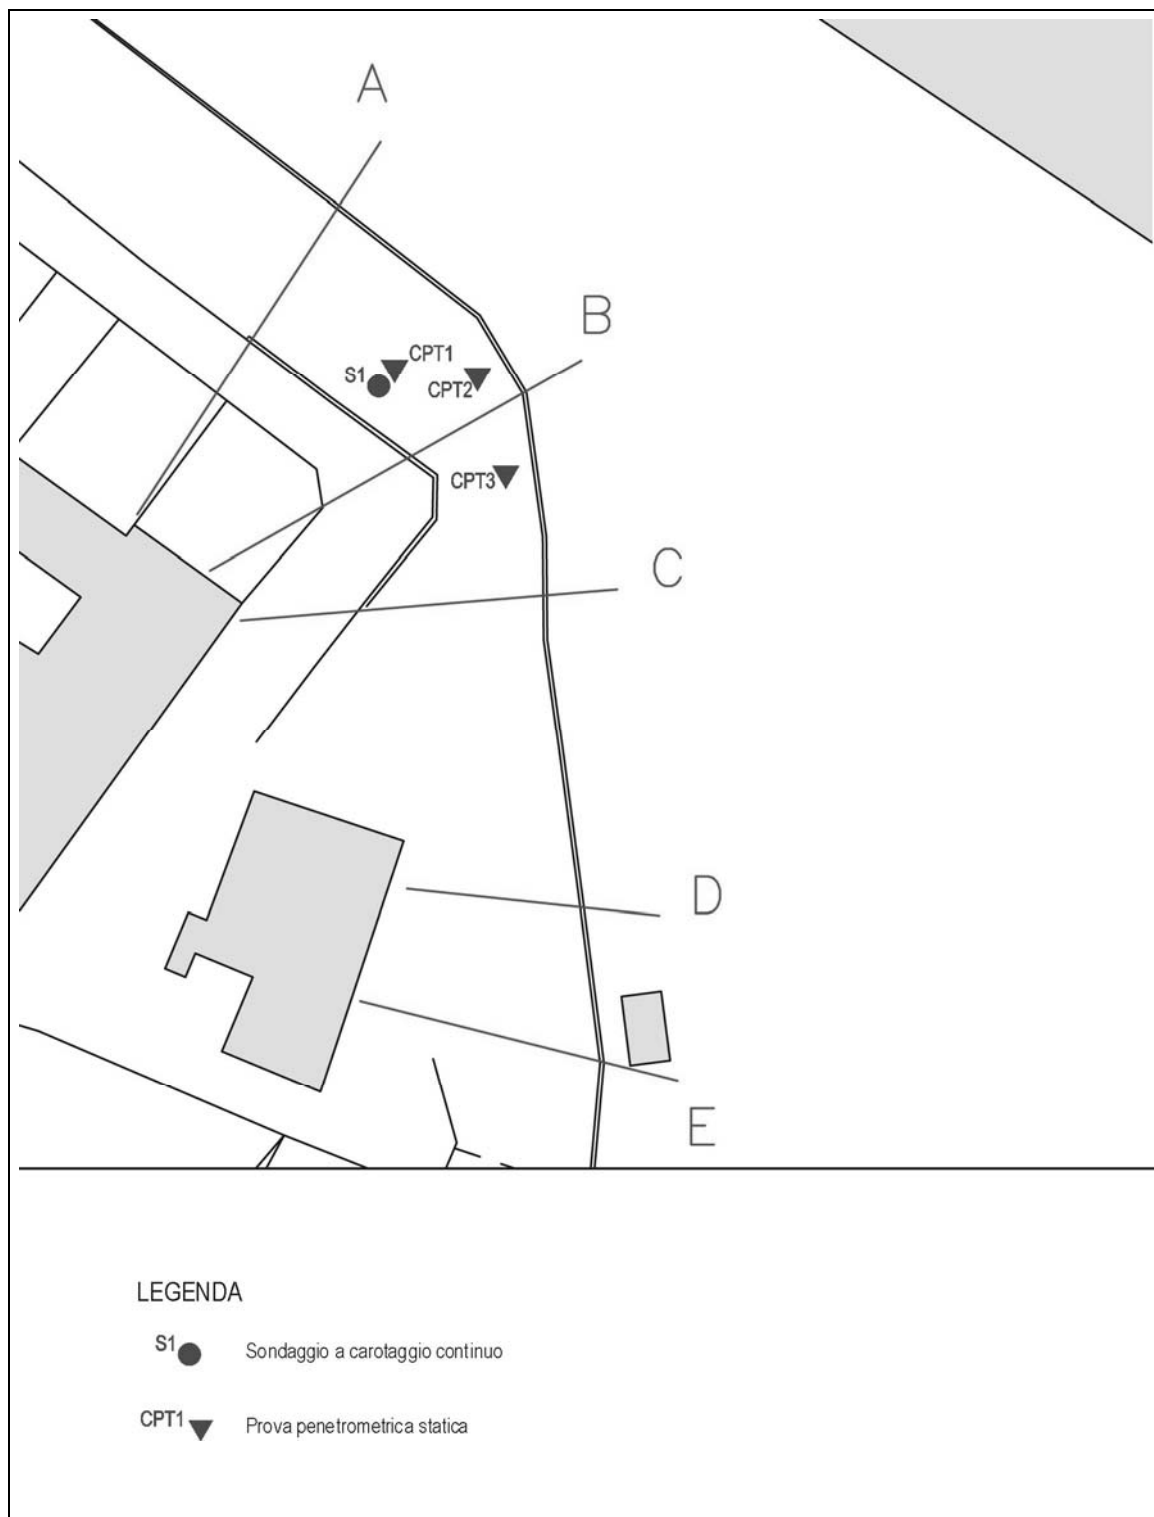 A
B
CPT1
S1
CPT2
CPT3
C
D
E
LEGENDA
S1 Sondaggio a carotaggio continuo
CPT1 Prova penetrometrica statica